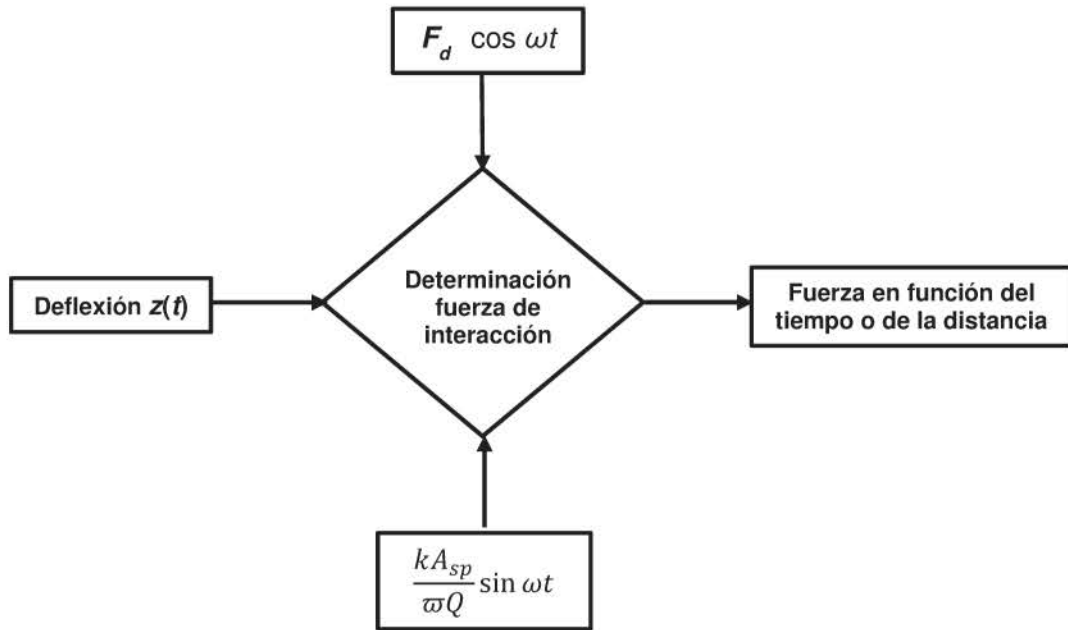 F_d cos ωt
Deflexión z(t)
Determinación
fuerza de
interacción
Fuerza en función del
tiempo o de la distancia
kA_sp
ϖQ sin ωt